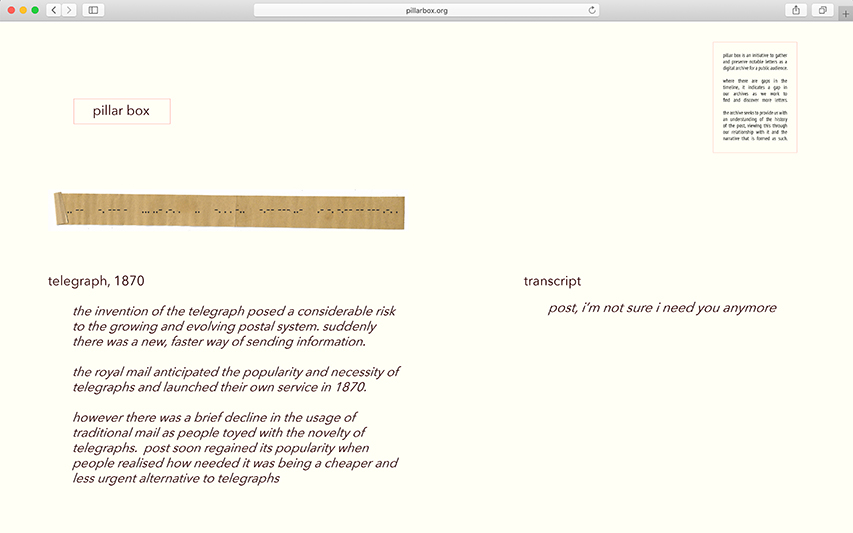 pillarbox.org
pillar box is an initiative to gather
and preserve notable letters as a
digital archive for a public audience.
where there are gaps in the
timeline, it indicates a gap in
our archives as we work to
find and discover more letters.
the archive seeks to provide us with
an understanding of the history
of the post, viewing this through
our relationship with it and the
narrative that is formed as such.
pillar box
telegraph, 1870
the invention of the telegraph posed a considerable risk
to the growing and evolving postal system. suddenly
there was a new, faster way of sending information.
the royal mail anticipated the popularity and necessity of
telegraphs and launched their own service in 1870.
however there was a brief decline in the usage of
traditional mail as people toyed with the novelty of
telegraphs.  post soon regained its popularity when
people realised how needed it was being a cheaper and
less urgent alternative to telegraphs
transcript
post, i'm not sure i need you anymore